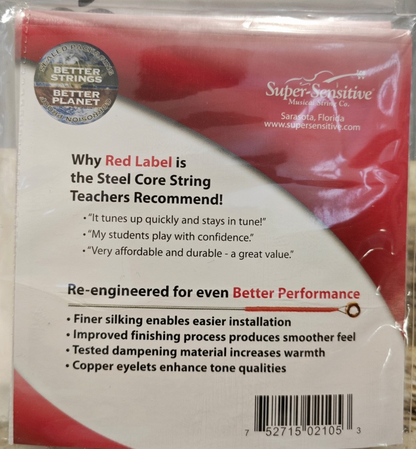 BETTER
STRINGS
BETTER
PLANET
Super-Sensitive
Musical String Co.
Sarasota, Florida
www.supersensitive.com
Why Red Label is
the Steel Core String
Teachers Recommend!
• “It tunes up quickly and stays in tune!”
• “My students play with confidence.”
• “Very affordable and durable - a great value.”
Re-engineered for even Better Performance
• Finer silking enables easier installation
• Improved finishing process produces smoother feel
• Tested dampening material increases warmth
• Copper eyelets enhance tone qualities
7 52715 02105 3